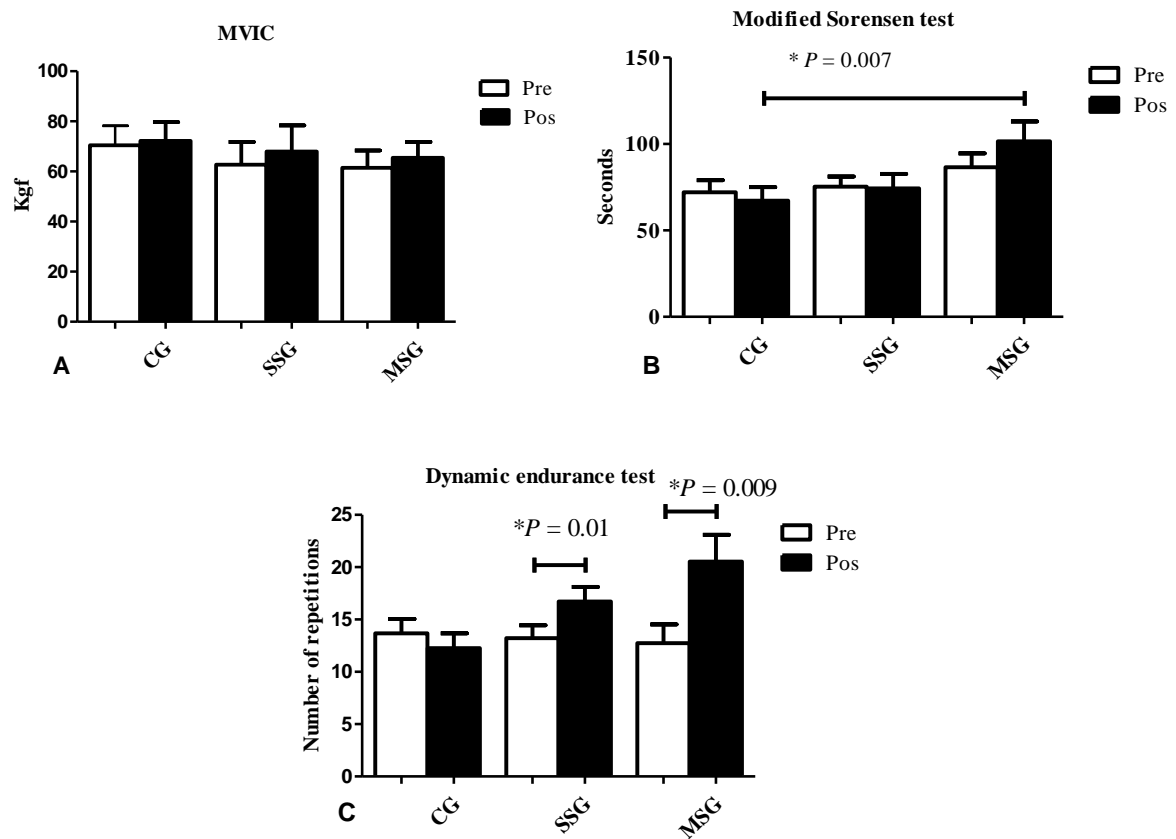 MVIC
100
80
60
40
20
0
Kgf
Pre
Pos
CG
SSG
MSG
A
Modified Sorensen test
* P = 0.007
150
100
50
0
Seconds
Pre
Pos
CG
SSG
MSG
B
Dynamic endurance test
*P = 0.009
*P = 0.01
25
20
15
10
5
0
Number of repetitions
Pre
Pos
CG
SSG
MSG
C